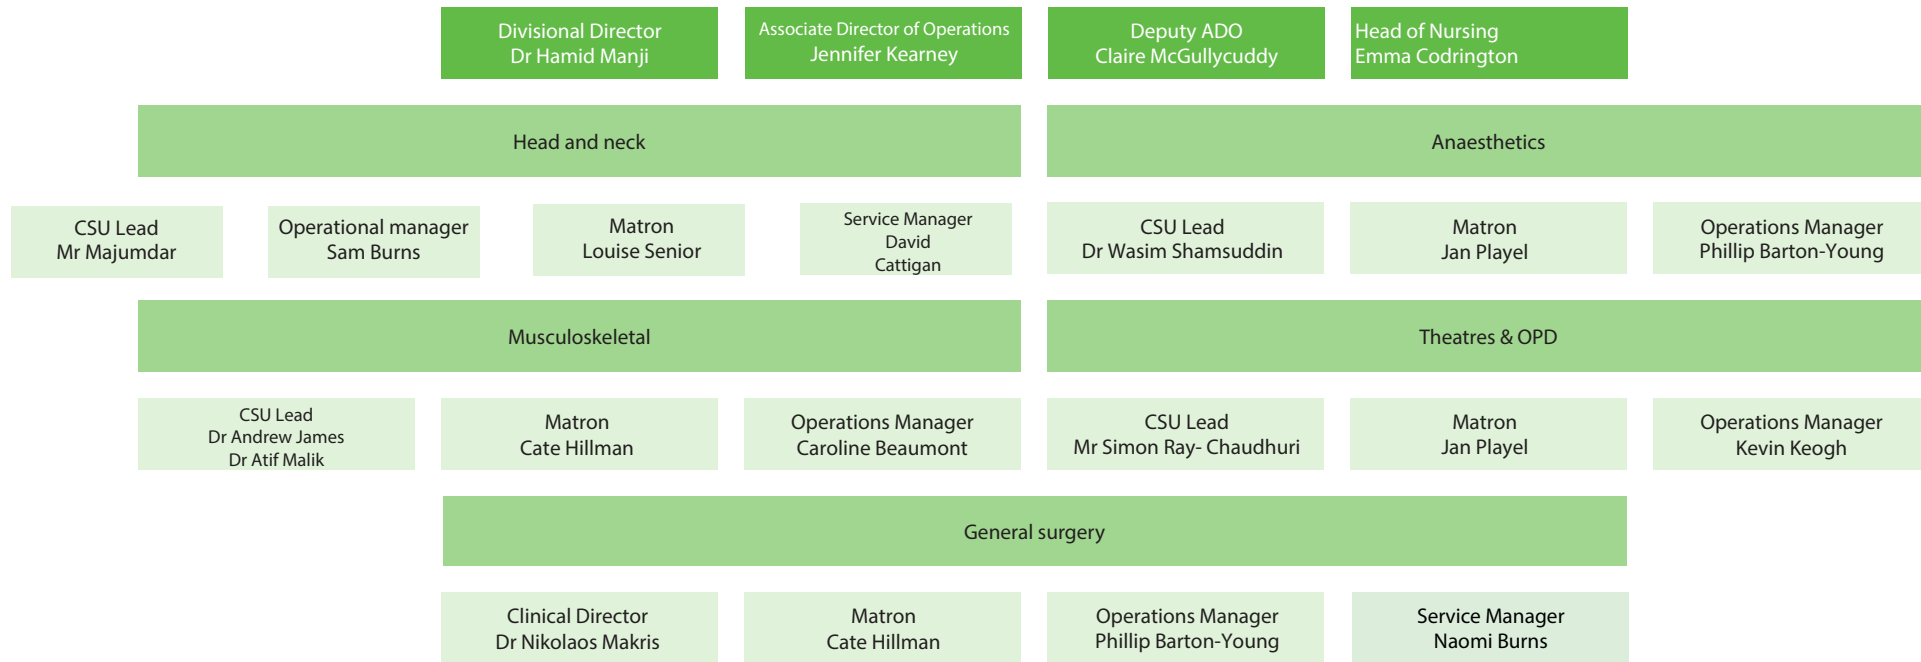 Divisional Director
Dr Hamid Manji
Associate Director of Operations
Jennifer Kearney
Deputy ADO
Claire McGullycuddy
Head of Nursing
Emma Codrington
Head and neck
Anaesthetics
CSU Lead
Mr Majumdar
Operational manager
Sam Burns
Matron
Louise Senior
Service Manager
David
Cattigan
CSU Lead
Dr Wasim Shamsuddin
Matron
Jan Playel
Operations Manager
Phillip Barton-Young
Musculoskeletal
Theatres & OPD
CSU Lead
Dr Andrew James
Dr Atif Malik
Matron
Cate Hillman
Operations Manager
Caroline Beaumont
CSU Lead
Mr Simon Ray- Chaudhuri
Matron
Jan Playel
Operations Manager
Kevin Keogh
General surgery
Clinical Director
Dr Nikolaos Makris
Matron
Cate Hillman
Operations Manager
Phillip Barton-Young
Service Manager
Naomi Burns